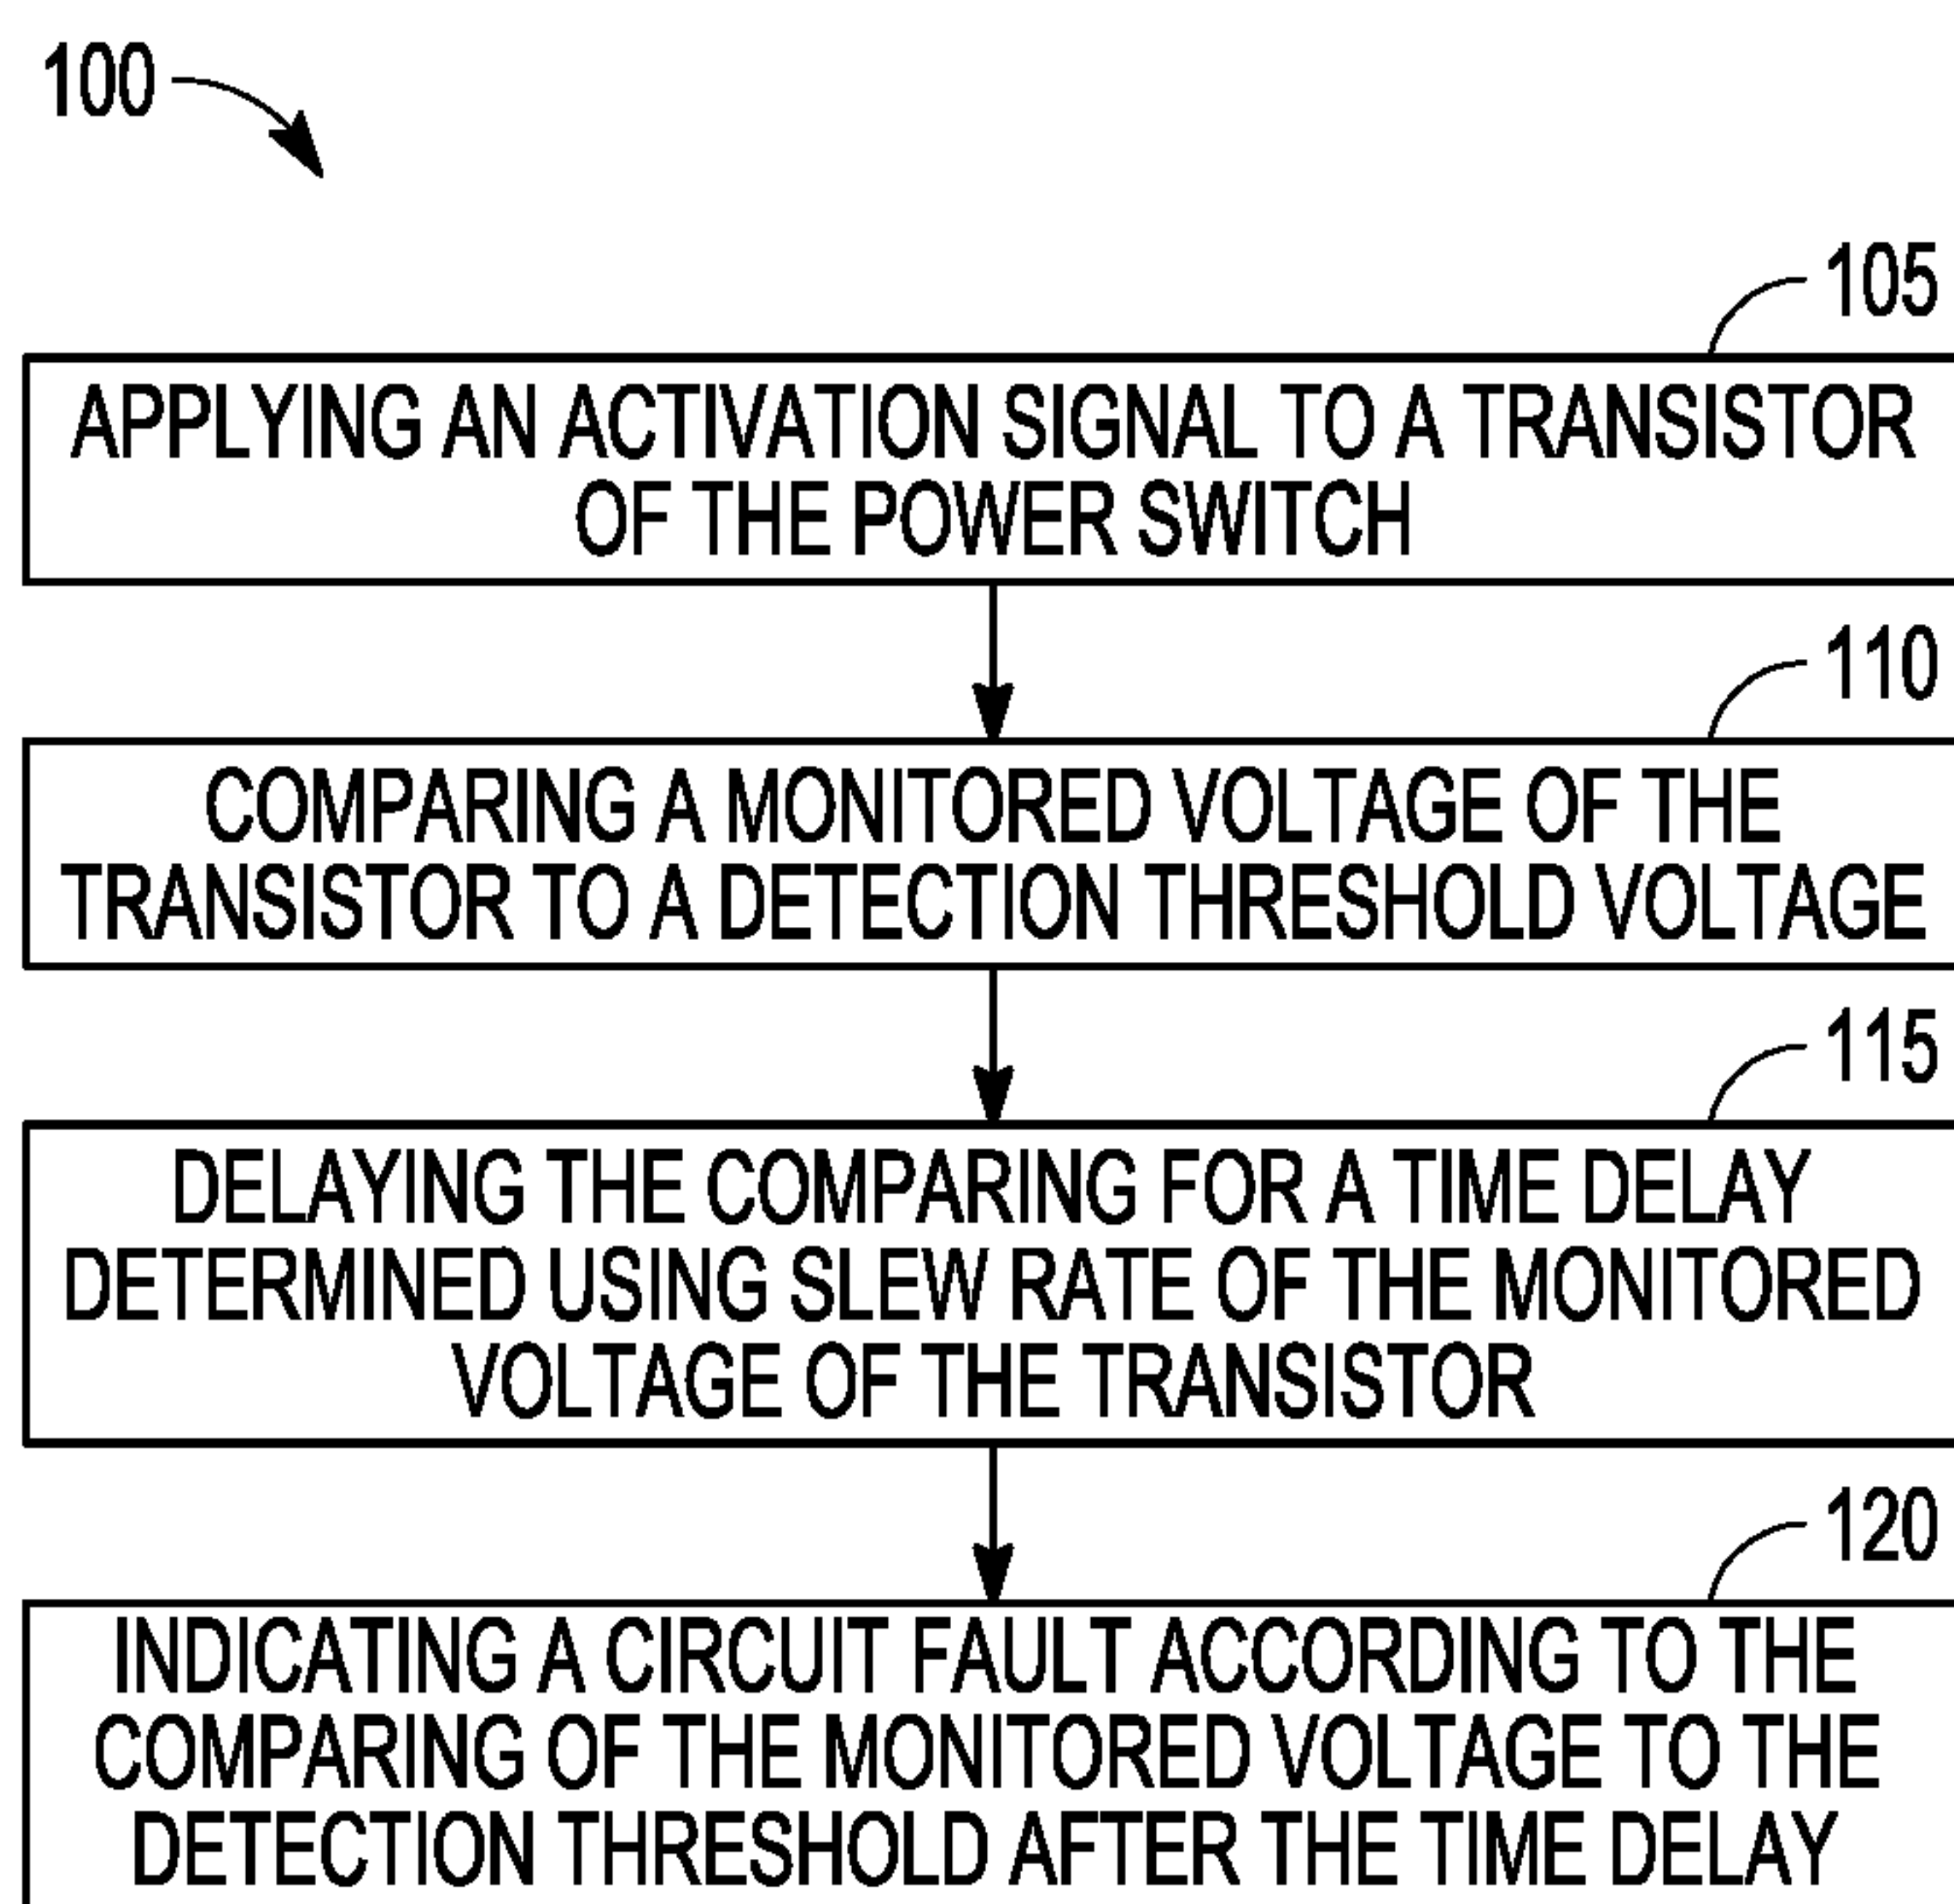 100
105
APPLYING AN ACTIVATION SIGNAL TO A TRANSISTOR
OF THE POWER SWITCH
110
COMPARING A MONITORED VOLTAGE OF THE
TRANSISTOR TO A DETECTION THRESHOLD VOLTAGE
115
DELAYING THE COMPARING FOR A TIME DELAY
DETERMINED USING SLEW RATE OF THE MONITORED
VOLTAGE OF THE TRANSISTOR
120
INDICATING A CIRCUIT FAULT ACCORDING TO THE
COMPARING OF THE MONITORED VOLTAGE TO THE
DETECTION THRESHOLD AFTER THE TIME DELAY